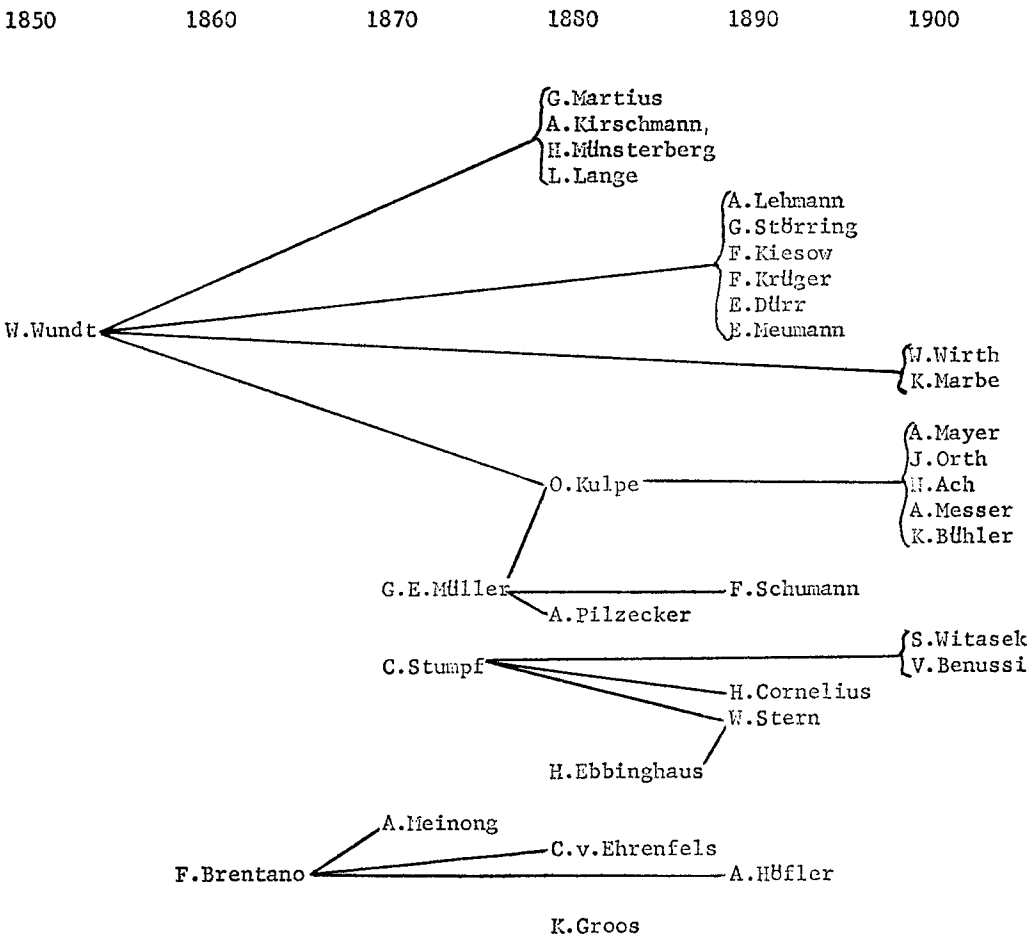 1850 1860 1870 1880 1890 1900
G.Martius
A.Kirschmann,
H.Münsterberg
L.Lange
A.Lehmann
G.Störring
F.Kiesow
F.Krüger
E.Dürr
W.Wundt E.Meumann
W.Wirth
K.Marbe
A.Mayer
J.Orth
O.Kulpe N.Ach
A.Messer
K.Bühler
G.E.Müller F.Schumann
A.Pilzecker
S.Witasek
C.Stumpf V.Benussi
H.Cornelius
W.Stern
H.Ebbinghaus
A.Meinong
C.v.Ehrenfels
F.Brentano A.Höfler
K.Groos